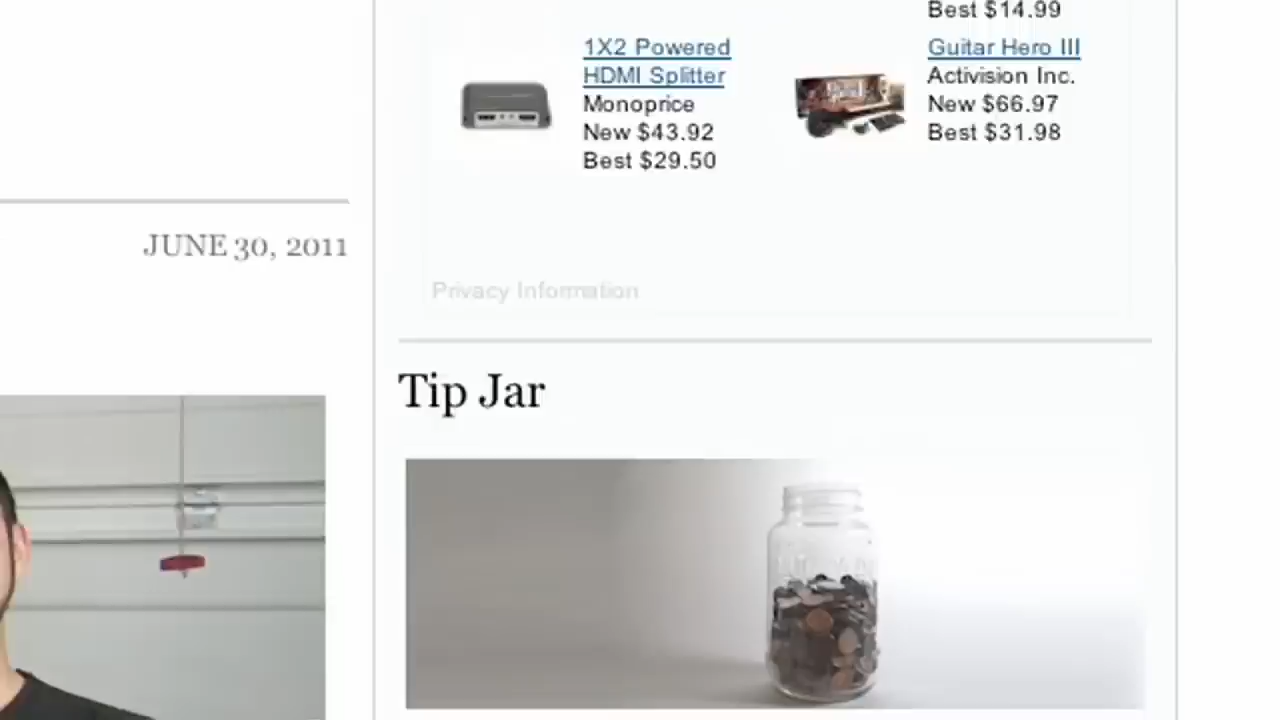 Best $14.99
1X2 Powered
HDMI Splitter
Monoprice
New $43.92
Best $29.50
Guitar Hero III
Activision Inc.
New $66.97
Best $31.98
JUNE 30, 2011
Privacy Information
Tip Jar